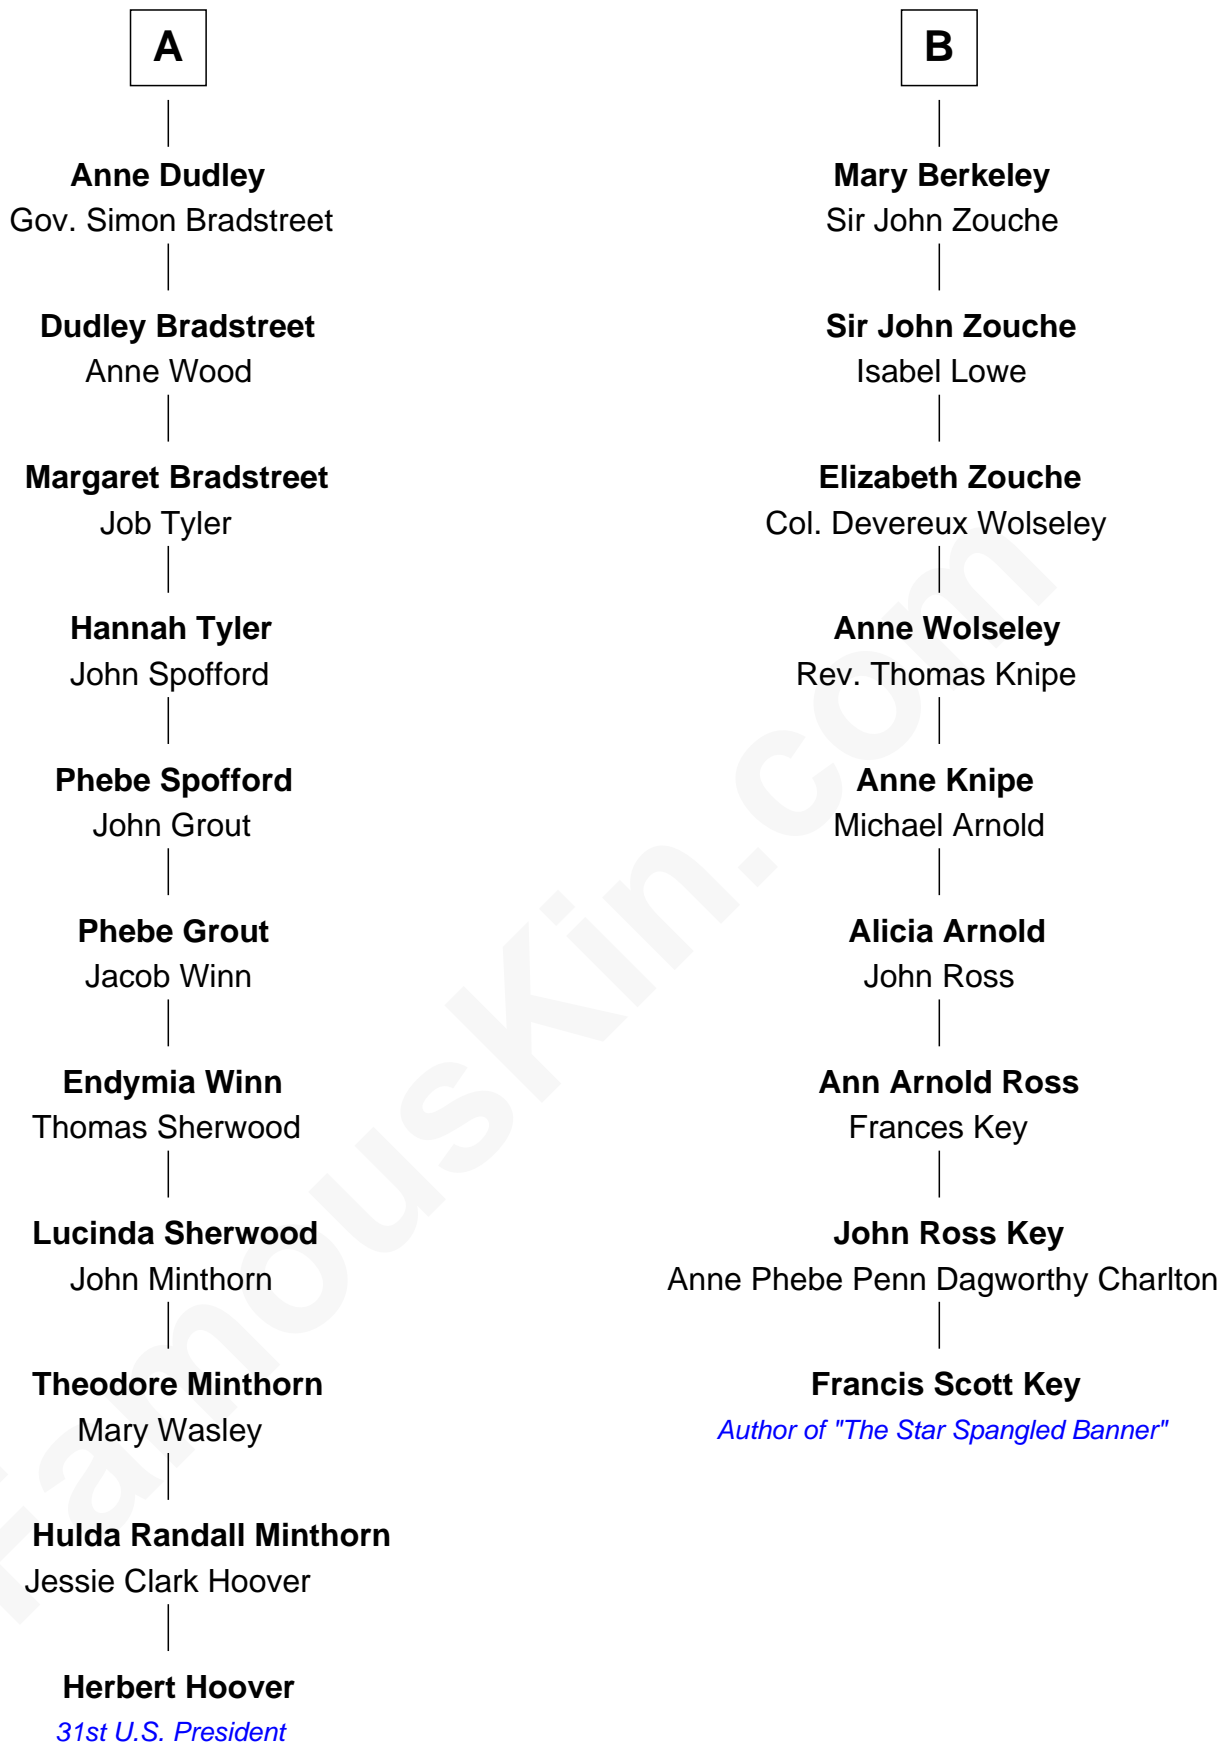 A
Anne Dudley
Gov. Simon Bradstreet
Dudley Bradstreet
Anne Wood
Margaret Bradstreet
Job Tyler
Hannah Tyler
John Spofford
Phebe Spofford
John Grout
Phebe Grout
Jacob Winn
Endymia Winn
Thomas Sherwood
Lucinda Sherwood
John Minthorn
Theodore Minthorn
Mary Wasley
Hulda Randall Minthorn
Jessie Clark Hoover
Herbert Hoover
31st U.S. President
B
Mary Berkeley
Sir John Zouche
Sir John Zouche
Isabel Lowe
Elizabeth Zouche
Col. Devereux Wolseley
Anne Wolseley
Rev. Thomas Knipe
Anne Knipe
Michael Arnold
Alicia Arnold
John Ross
Ann Arnold Ross
Frances Key
John Ross Key
Anne Phebe Penn Dagworthy Charlton
Francis Scott Key
Author of "The Star Spangled Banner"
FamousKin.com